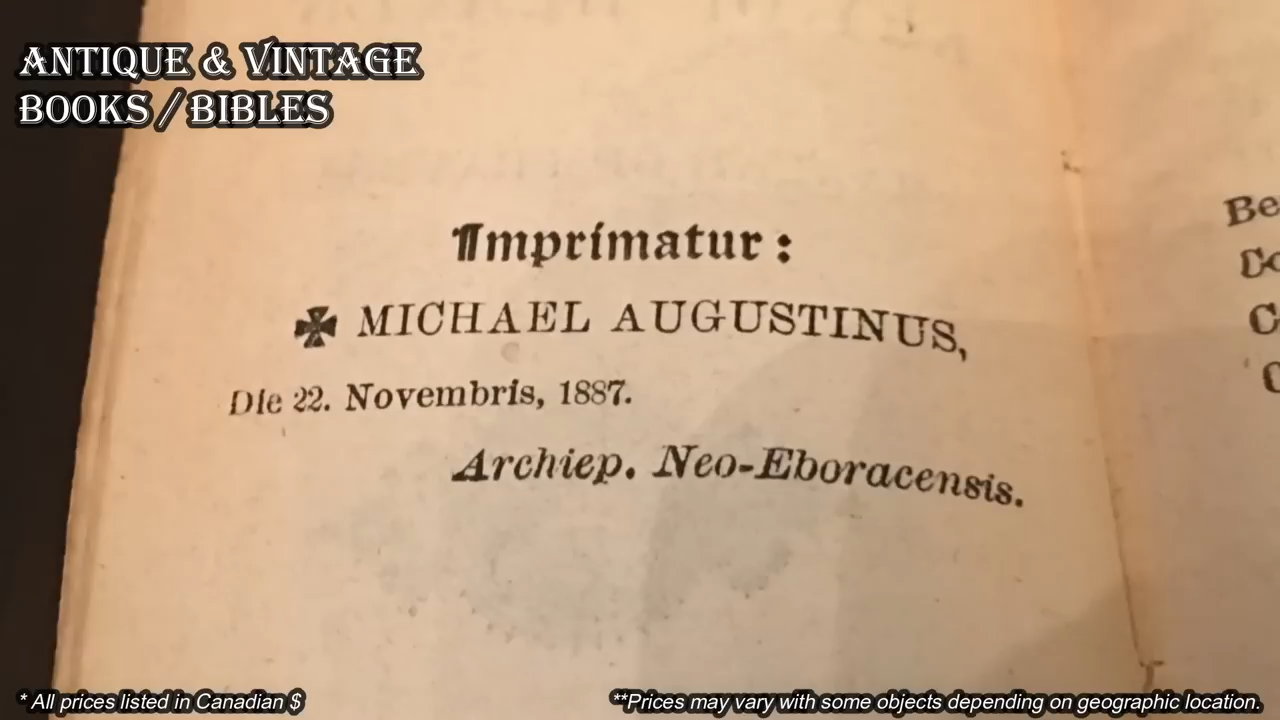 ANTIQUE & VINTAGE
BOOKS / BIBLES
Imprimatur:
✠ MICHAEL AUGUSTINUS,
Die 22. Novembris, 1887.
Archiep. Neo-Eboracensis.
* All prices listed in Canadian $
**Prices may vary with some objects depending on geographic location.